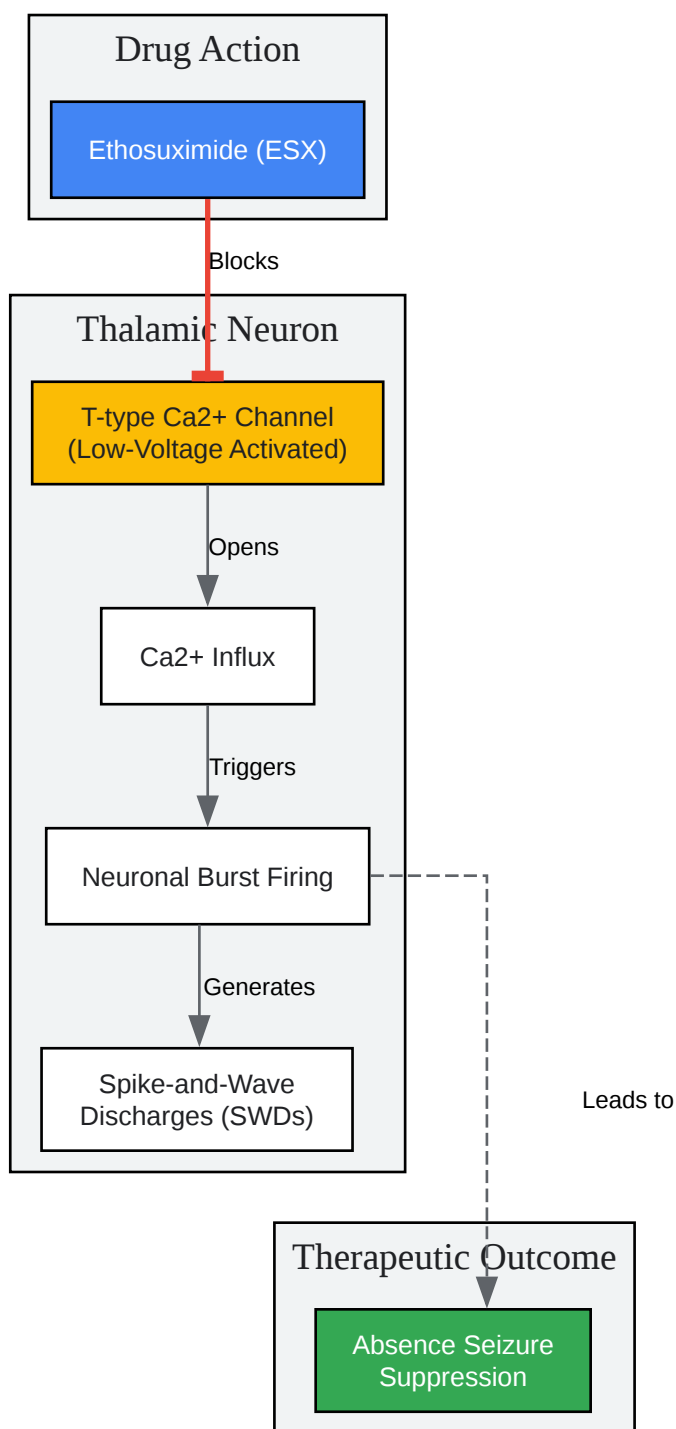 Drug Action
Ethosuximide (ESX)
Blocks
Thalamic Neuron
T-type Ca2+ Channel
(Low-Voltage Activated)
Opens
Ca2+ Influx
Triggers
Neuronal Burst Firing
Generates
Spike-and-Wave
Discharges (SWDs)
Leads to
Therapeutic Outcome
Absence Seizure
Suppression